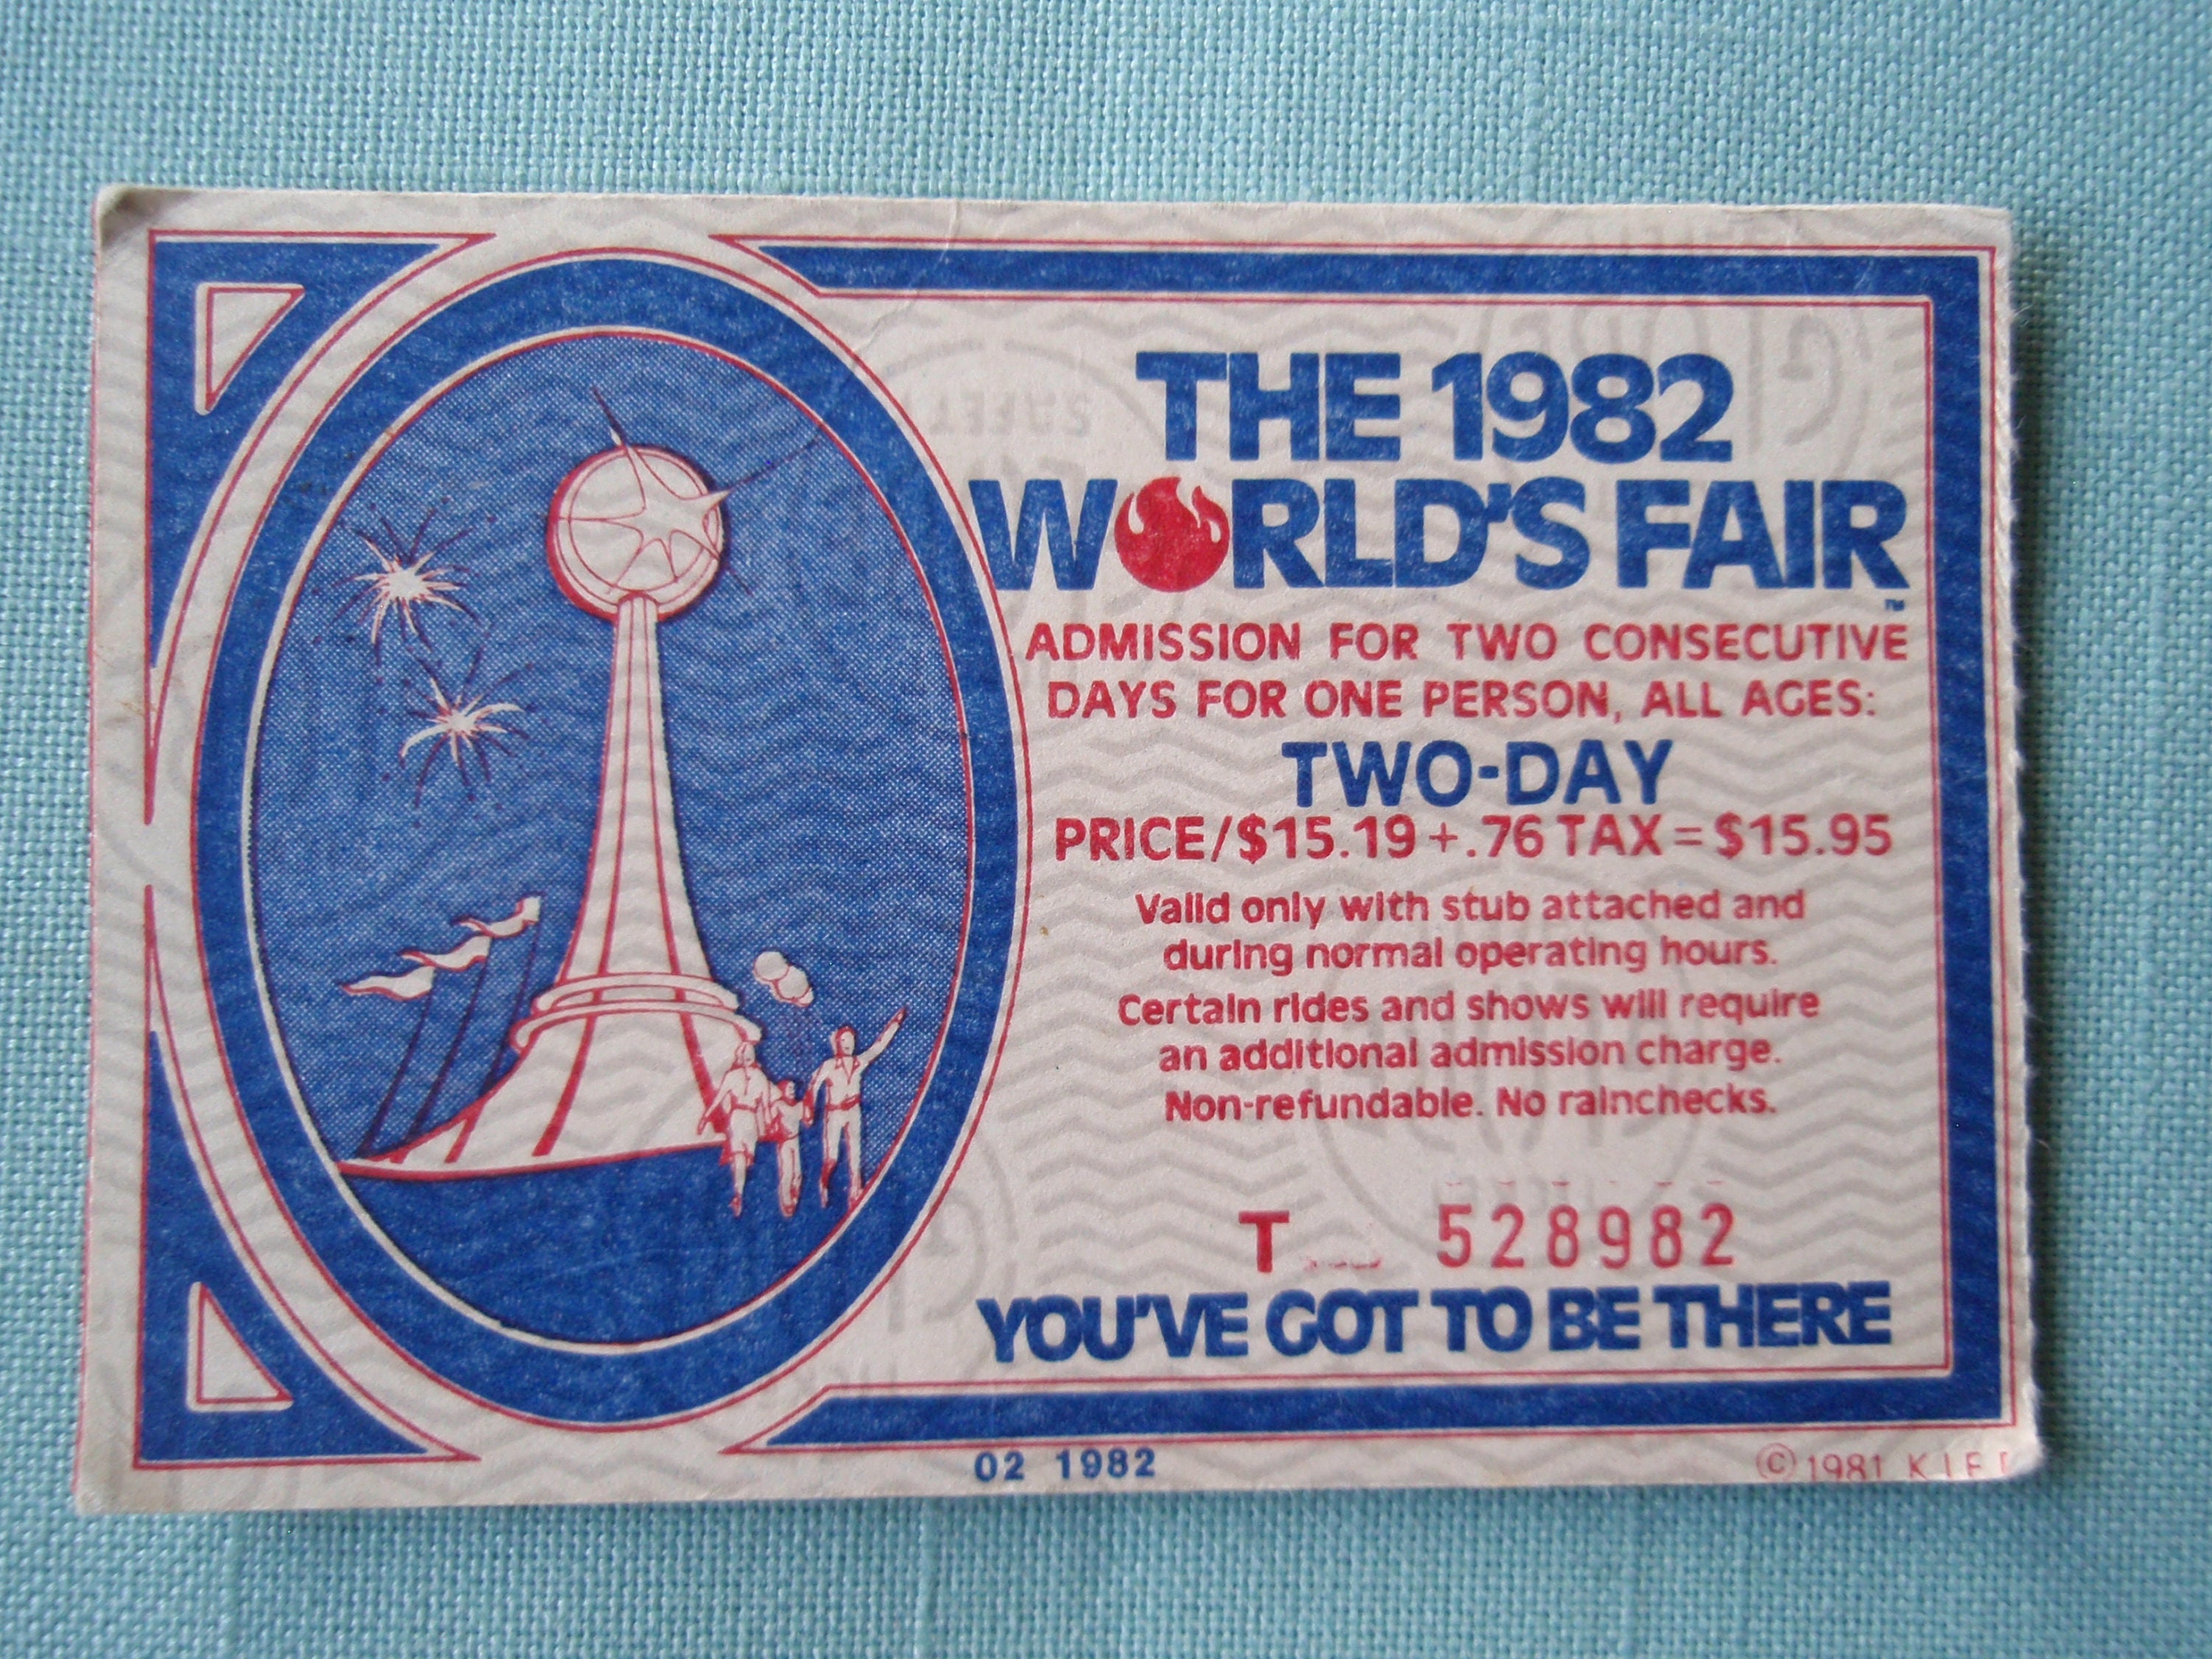 THE 1982
WORLD'S FAIR
TM
ADMISSION FOR TWO CONSECUTIVE
DAYS FOR ONE PERSON, ALL AGES:
TWO-DAY
PRICE/$15.19 + .76 TAX = $15.95
Valid only with stub attached and
during normal operating hours.
Certain rides and shows will require
an additional admission charge.
Non-refundable. No rainchecks.
T 528982
YOU'VE GOT TO BE THERE
02 1982
© 1981 KIE